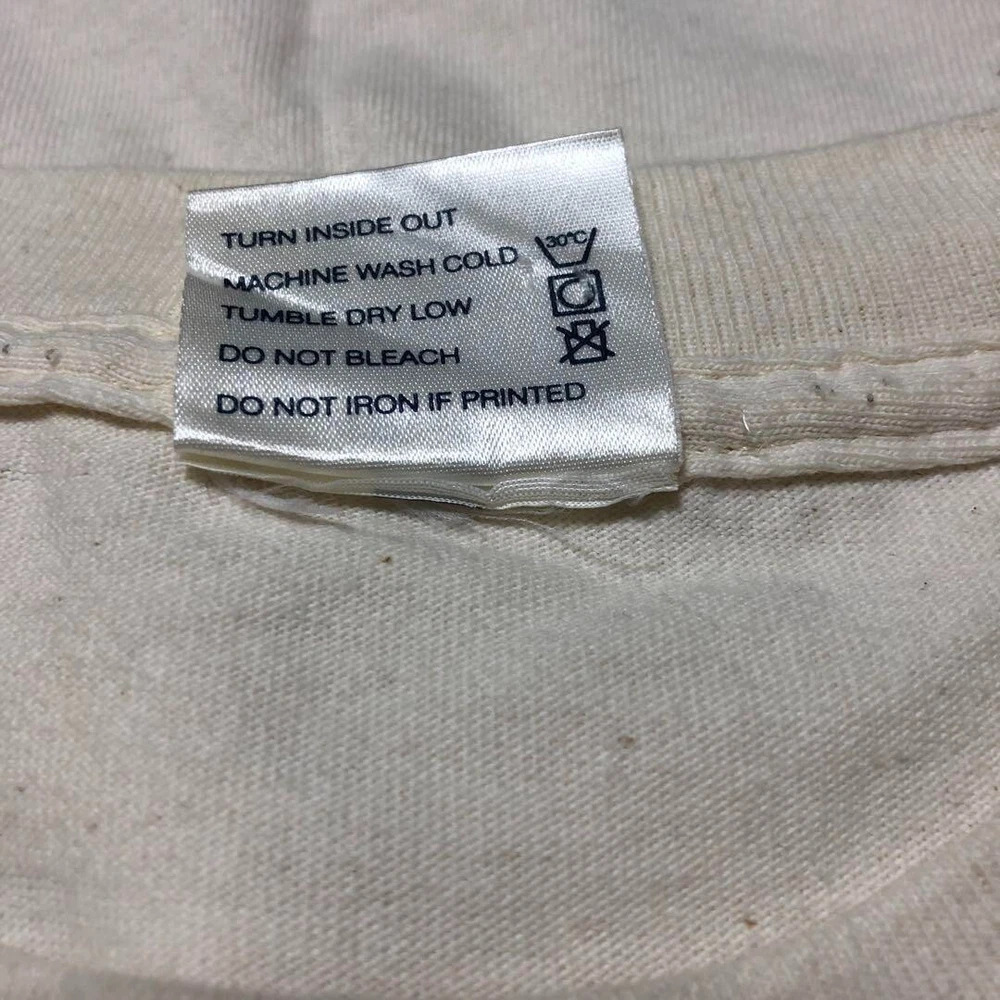 TURN INSIDE OUT
MACHINE WASH COLD
TUMBLE DRY LOW
DO NOT BLEACH
DO NOT IRON IF PRINTED
30°C